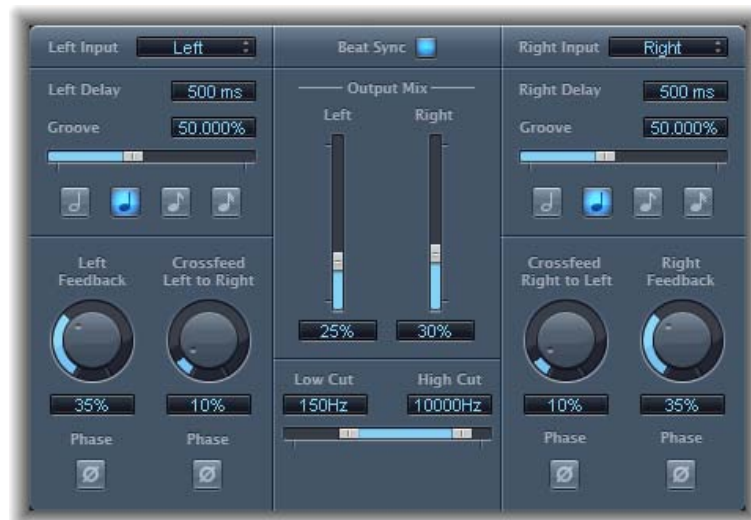 Left Input Left
Beat Sync
Right Input Right
Left Delay 500 ms
Groove 50.000%
Output Mix
Left Right
25% 30%
Right Delay 500 ms
Groove 50.000%
Left Feedback
Crossfeed Left to Right
35% 10%
Phase Phase
Ø Ø
Low Cut High Cut
150Hz 10000Hz
Crossfeed Right to Left
Right Feedback
10% 35%
Phase Phase
Ø Ø